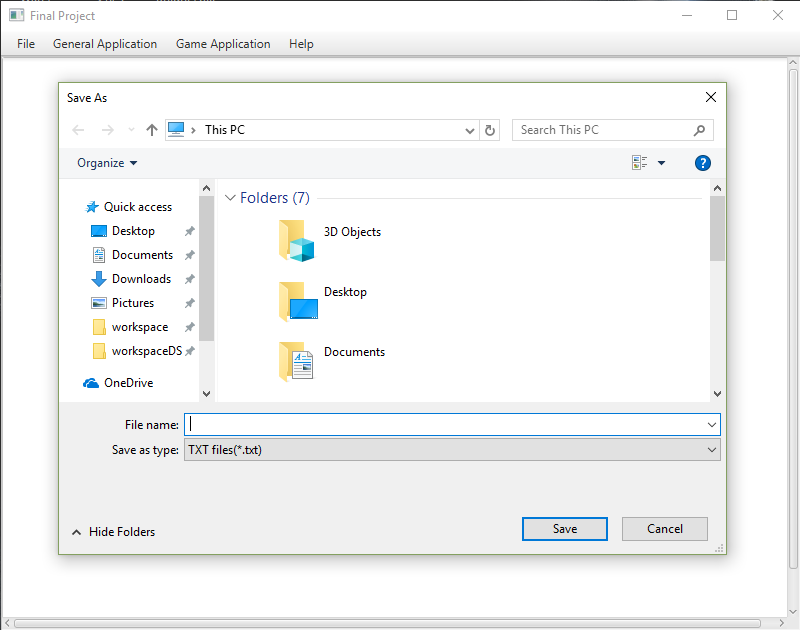 Final Project
File General Application Game Application Help
Save As
This PC
Search This PC
Organize
Quick access
Desktop
Documents
Downloads
Pictures
workspace
workspaceDS
OneDrive
Folders (7)
3D Objects
Desktop
Documents
File name:
Save as type: TXT files(*.txt)
Hide Folders
Save
Cancel